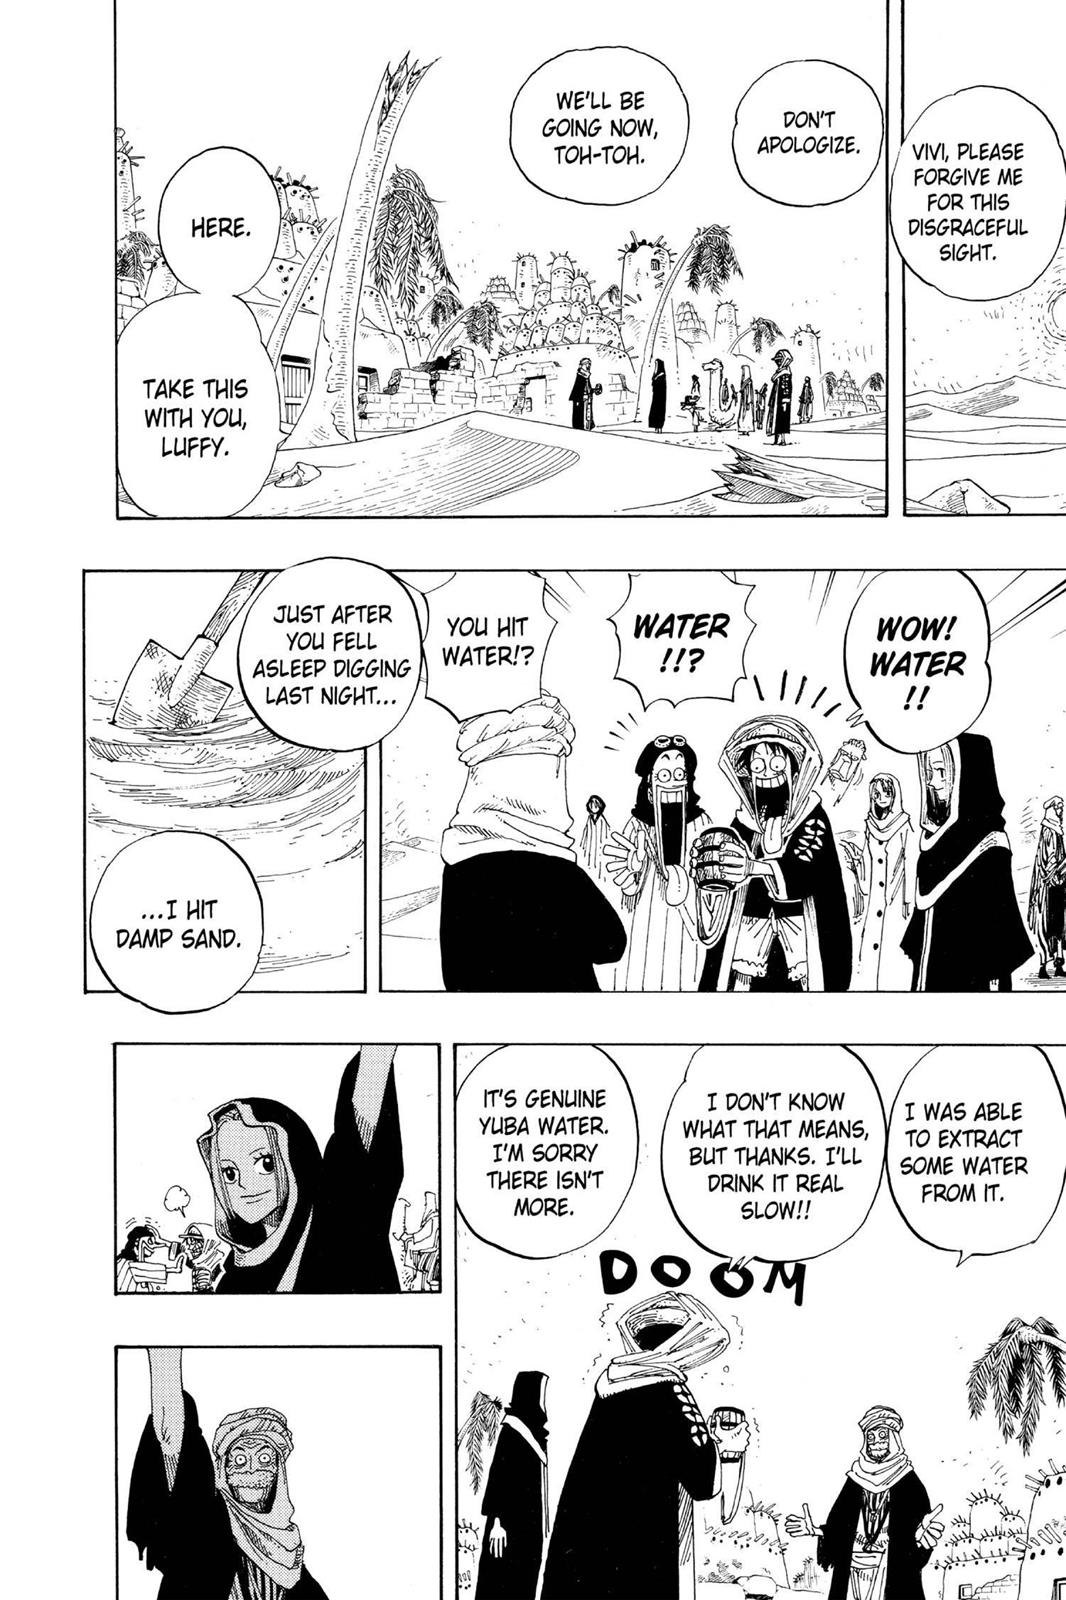 VIVI, PLEASE
FORGIVE ME
FOR THIS
DISGRACEFUL
SIGHT.
DON'T
APOLOGIZE.
WE'LL BE
GOING NOW,
TOH-TOH.
HERE.
TAKE THIS
WITH YOU,
LUFFY.
WOW!
WATER
!!
WATER
!!?
YOU HIT
WATER!?
JUST AFTER
YOU FELL
ASLEEP DIGGING
LAST NIGHT...
...I HIT
DAMP SAND.
I WAS ABLE
TO EXTRACT
SOME WATER
FROM IT.
I DON'T KNOW
WHAT THAT MEANS,
BUT THANKS. I'LL
DRINK IT REAL
SLOW!!
IT'S GENUINE
YUBA WATER.
I'M SORRY
THERE ISN'T
MORE.
DOOM